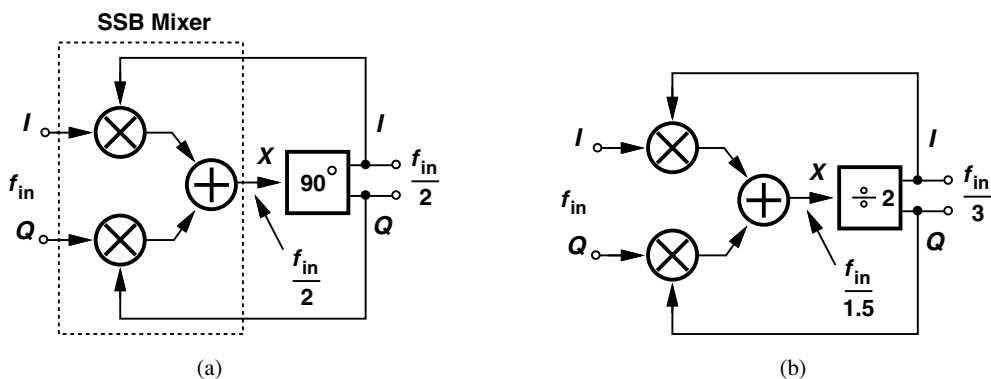 SSB Mixer
I
Q
f_in
X
90°
I
Q
f_in/2
f_in/2
(a)
I
Q
f_in
X
÷ 2
I
Q
f_in/3
f_in/1.5
(b)